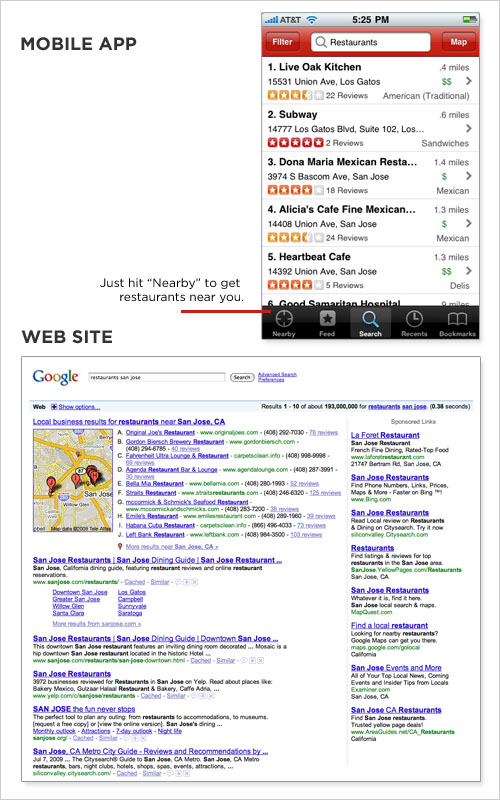 MOBILE APP
AT&T 5:25 PM
Filter Restaurants Map
1. Live Oak Kitchen .4 miles
15531 Union Ave, Los Gatos $$
22 Reviews American (Traditional)
2. Subway .6 miles
14777 Los Gatos Blvd, Suite 102, Los...
2 Reviews Sandwiches
3. Dona Maria Mexican Resta... 1.4 miles
3974 S Bascom Ave, San Jose $
18 Reviews Mexican
4. Alicia's Cafe Fine Mexican... 1.3 miles
14408 Union Ave, San Jose $
24 Reviews Mexican
5. Heartbeat Cafe 1.3 miles
14392 Union Ave, San Jose $$
5 Reviews Delis
6. Good Samaritan Hospital .9 miles
Nearby Feed Search Recents Bookmarks
Just hit “Nearby” to get
restaurants near you.
WEB SITE
Google restaurants san jose Search Advanced Search
Preferences
Web Show options... Results 1 - 10 of about 193,000,000 for restaurants san jose. (0.38 seconds)
Local business results for restaurants near San Jose, CA
San Jose
Map data ©2009 Tele Atlas
A. Original Joe's Restaurant - www.originaljoes.com - (408) 292-7030 - 76 reviews
B. Gordon Biersch Brewery Restaurant - www.gordonbiersch.com -
(408) 294-6785 - 40 reviews
C. Fahrenheit Ultra Lounge & Restaurant - carpetsclean.info - (408) 998-9998 -
69 reviews
D. Agenda Restaurant Bar & Lounge - www.agendalounge.com - (408) 287-3991 -
30 reviews
E. Bella Mia Restaurant - www.bellamia.com - (408) 280-1993 - 52 reviews
F. Straits Restaurant - www.straitsrestaurants.com - (408) 246-6320 - 125 reviews
G. mccormick & Schmick's Seafood Restaurant -
www.mccormickandschmicks.com - (408) 283-7200 - 38 reviews
H. Emile's Restaurant - www.emilesrestaurant.com - (408) 289-1960 - 39 reviews
I. Habana Cuba Restaurant - carpetsclean.info - (866) 496-4033 - 73 reviews
J. Left Bank Restaurant - www.leftbank.com - (408) 984-3500 - 103 reviews
More results near San Jose, CA »
San Jose Restaurants | San Jose Dining Guide | San Jose Restaurant ...
San Jose, California dining guide, featuring restaurant reviews and online restaurant
reservations.
www.sanjose.com/restaurants/ - Cached - Similar
Downtown San Jose Los Gatos
Greater San Jose Campbell
Willow Glen Sunnyvale
Santa Clara Saratoga
More results from sanjose.com »
San Jose Restaurants | San Jose Dining Guide | Downtown San Jose ...
This downtown San Jose restaurant features an inviting dining room decorated ... Mosaic is a
hip downtown San Jose restaurant located in the historic Hotel ...
www.sanjose.com/restaurants/san-jose-downtown.html - Cached - Similar
San Jose Restaurants
3972 businesses reviewed for Restaurants in San Jose on Yelp. Read about places like:
Bakery Mexico, Gulzaar Halaal Restaurant & Bakery, Caffe Adria, ...
www.yelp.com/c/sanjose/restaurants - Cached - Similar
SAN JOSE the fun never stops
The perfect tool to plan any outing: from restaurants to accommodations, to museums.
[request a free copy] or [view the online version]. San Jose's dining ...
Monthly outlook - Attractions - 7-day outlook - Night life
sanjose.org/ - Cached - Similar
San Jose, CA Metro City Guide - Reviews and Recommendations by ...
Jul 7, 2009 ... The Guide to San Jose, CA Metro. San Jose, CA Metro
restaurants, bars, night clubs, hotels, shops, spas, events, attractions, ...
siliconvalley.citysearch.com/ - Cached - Similar
Sponsored Links
La Foret Restaurant
French Fine Dining, Rated-Top Food
www.laforetrestaurant.com
21747 Bertram Rd, San Jose, CA
San Jose Restaurants
Find Phone Numbers, Links, Prices,
Maps & More - Faster on Bing ™!
www.Bing.com
San Jose Restaurants
Read Local review on Restaurants
& Dining on Citysearch. Try it now
siliconvalley.Citysearch.com
Restaurants
Find listings & reviews for top
restaurants in the San Jose area.
SanJose.YellowPages.com/Restaurants
San Jose, CA
San Jose Restaurants
Whatever it is, find it here.
San Jose local search & maps.
MapQuest.com
Find a local restaurant
Looking for nearby restaurants?
Google Maps can get you there.
maps.google.com/golocal
California
San Jose Events and More
All of Your Top Local News, Coming
Events and Insider Tips from Locals
Examiner.com
San Jose, CA
San Jose CA Restaurants
Find San Jose restaurants.
Trusted yellow page deals!
www.AreaGuides.net/CA_Restaurants
California